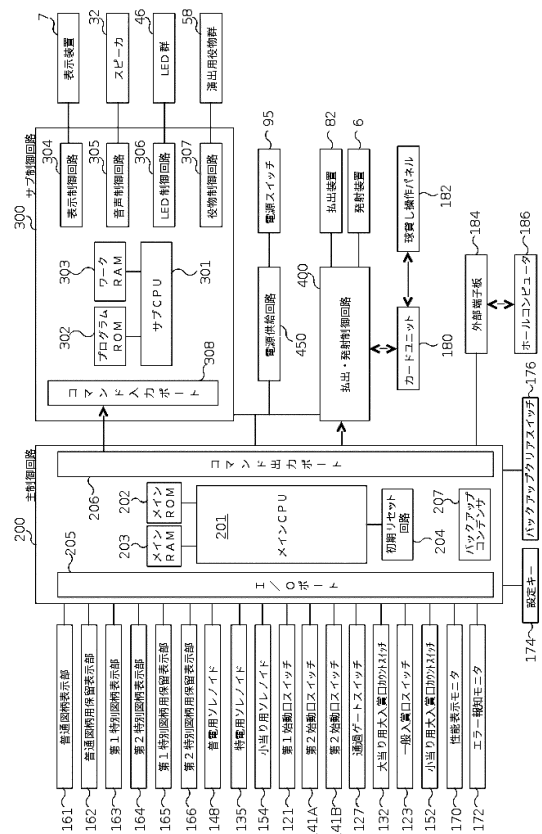 200
主制御回路
205
I/Oポート
206
コマンド出力ポート
203
メインRAM
202
メインROM
201
メインCPU
初期リセット回路
204
207
バックアップコンデンサ
161
普通図柄表示部
162
普通図柄用保留表示部
163
第1特別図柄表示部
164
第2特別図柄表示部
165
第1特別図柄用保留表示部
166
第2特別図柄用保留表示部
148
普電用ソレノイド
135
特電用ソレノイド
154
小当り用ソレノイド
121
第1始動口スイッチ
41A
第2始動口スイッチ
41B
第2始動口スイッチ
127
通過ゲートスイッチ
132
大当り用大入賞口カウントスイッチ
123
一般入賞口スイッチ
152
小当り用大入賞口カウントスイッチ
170
性能表示モニタ
172
エラー報知モニタ
174
設定キー
バックアップクリアスイッチ
176
300
サブ制御回路
コマンド入力ポート
308
302
プログラムROM
303
ワークRAM
サブCPU
301
304
表示制御回路
305
音声制御回路
306
LED制御回路
307
役物制御回路
7
表示装置
32
スピーカ
46
LED群
58
演出用役物群
電源供給回路
450
電源スイッチ
95
400
払出・発射制御回路
払出装置
82
発射装置
6
カードユニット
180
球貸し操作パネル
182
外部端子板
184
ホールコンピュータ
186